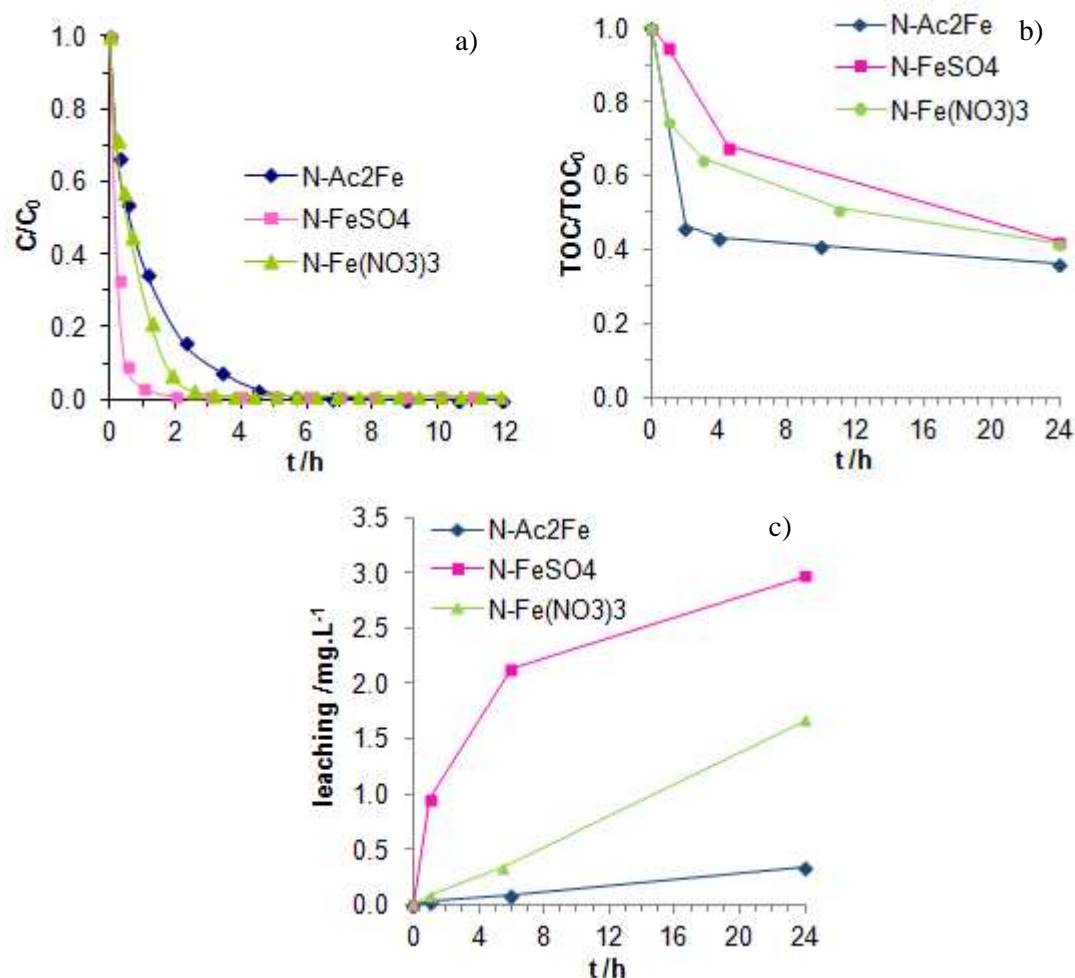 a)
C/C₀
1.0
0.8
0.6
0.4
0.2
0.0
N-Ac2Fe
N-FeSO4
N-Fe(NO3)3
0 2 4 6 8 10 12
t /h
b)
TOC/TOC₀
1.0
0.8
0.6
0.4
0.2
0.0
N-Ac2Fe
N-FeSO4
N-Fe(NO3)3
0 4 8 12 16 20 24
t /h
c)
leaching /mg.L⁻¹
3.5
3.0
2.5
2.0
1.5
1.0
0.5
0.0
N-Ac2Fe
N-FeSO4
N-Fe(NO3)3
0 4 8 12 16 20 24
t /h